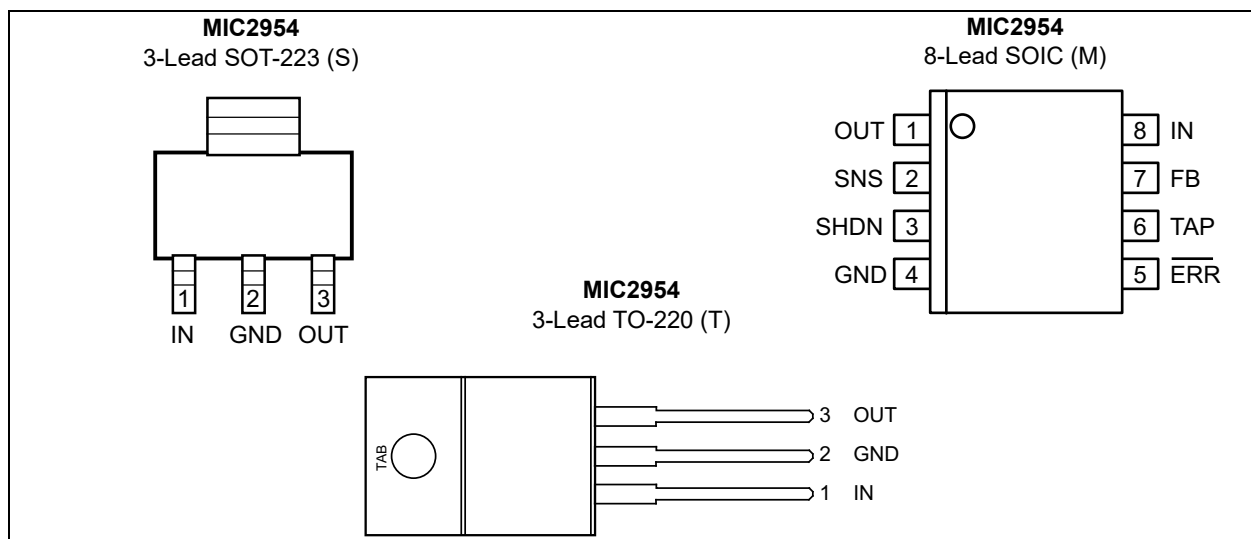 MIC2954
3-Lead SOT-223 (S)
1 2 3
IN GND OUT
MIC2954
8-Lead SOIC (M)
OUT 1 8 IN
SNS 2 7 FB
SHDN 3 6 TAP
GND 4 5 E̅R̅R̅
MIC2954
3-Lead TO-220 (T)
TAB
3 OUT
2 GND
1 IN